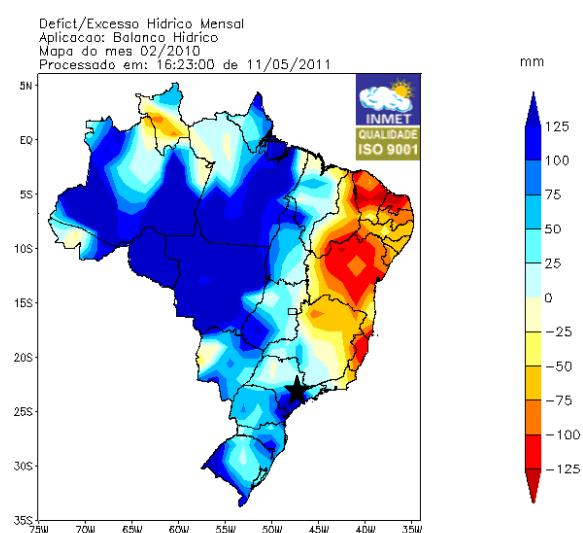 Defict/Excesso Hídrico Mensal
Aplicacao: Balanco Hídrico
Mapa do mes 02/2010
Processado em: 16:23:00 de 11/05/2011
mm
INMET
QUALIDADE
ISO 9001
5N
EQ
5S
10S
15S
20S
25S
30S
35S
75W 70W 65W 60W 55W 50W 45W 40W 35W
125
100
75
50
25
0
-25
-50
-75
-100
-125